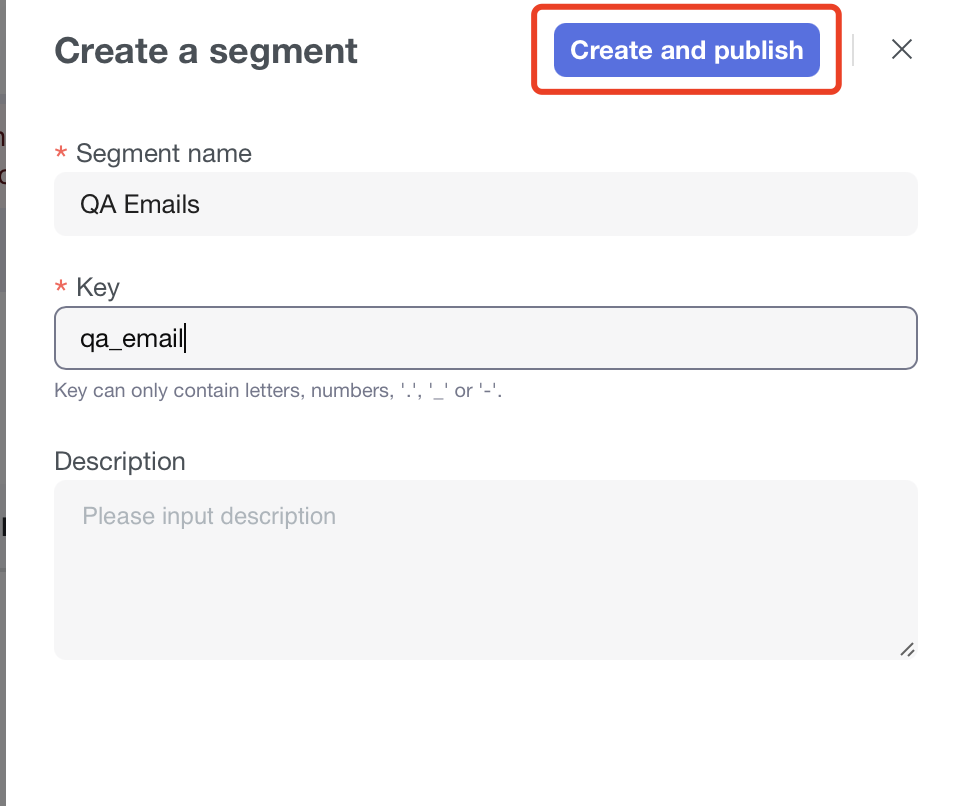 Create a segment
Create and publish
* Segment name
QA Emails
* Key
qa_email
Key can only contain letters, numbers, '.', '_' or '-'.
Description
Please input description